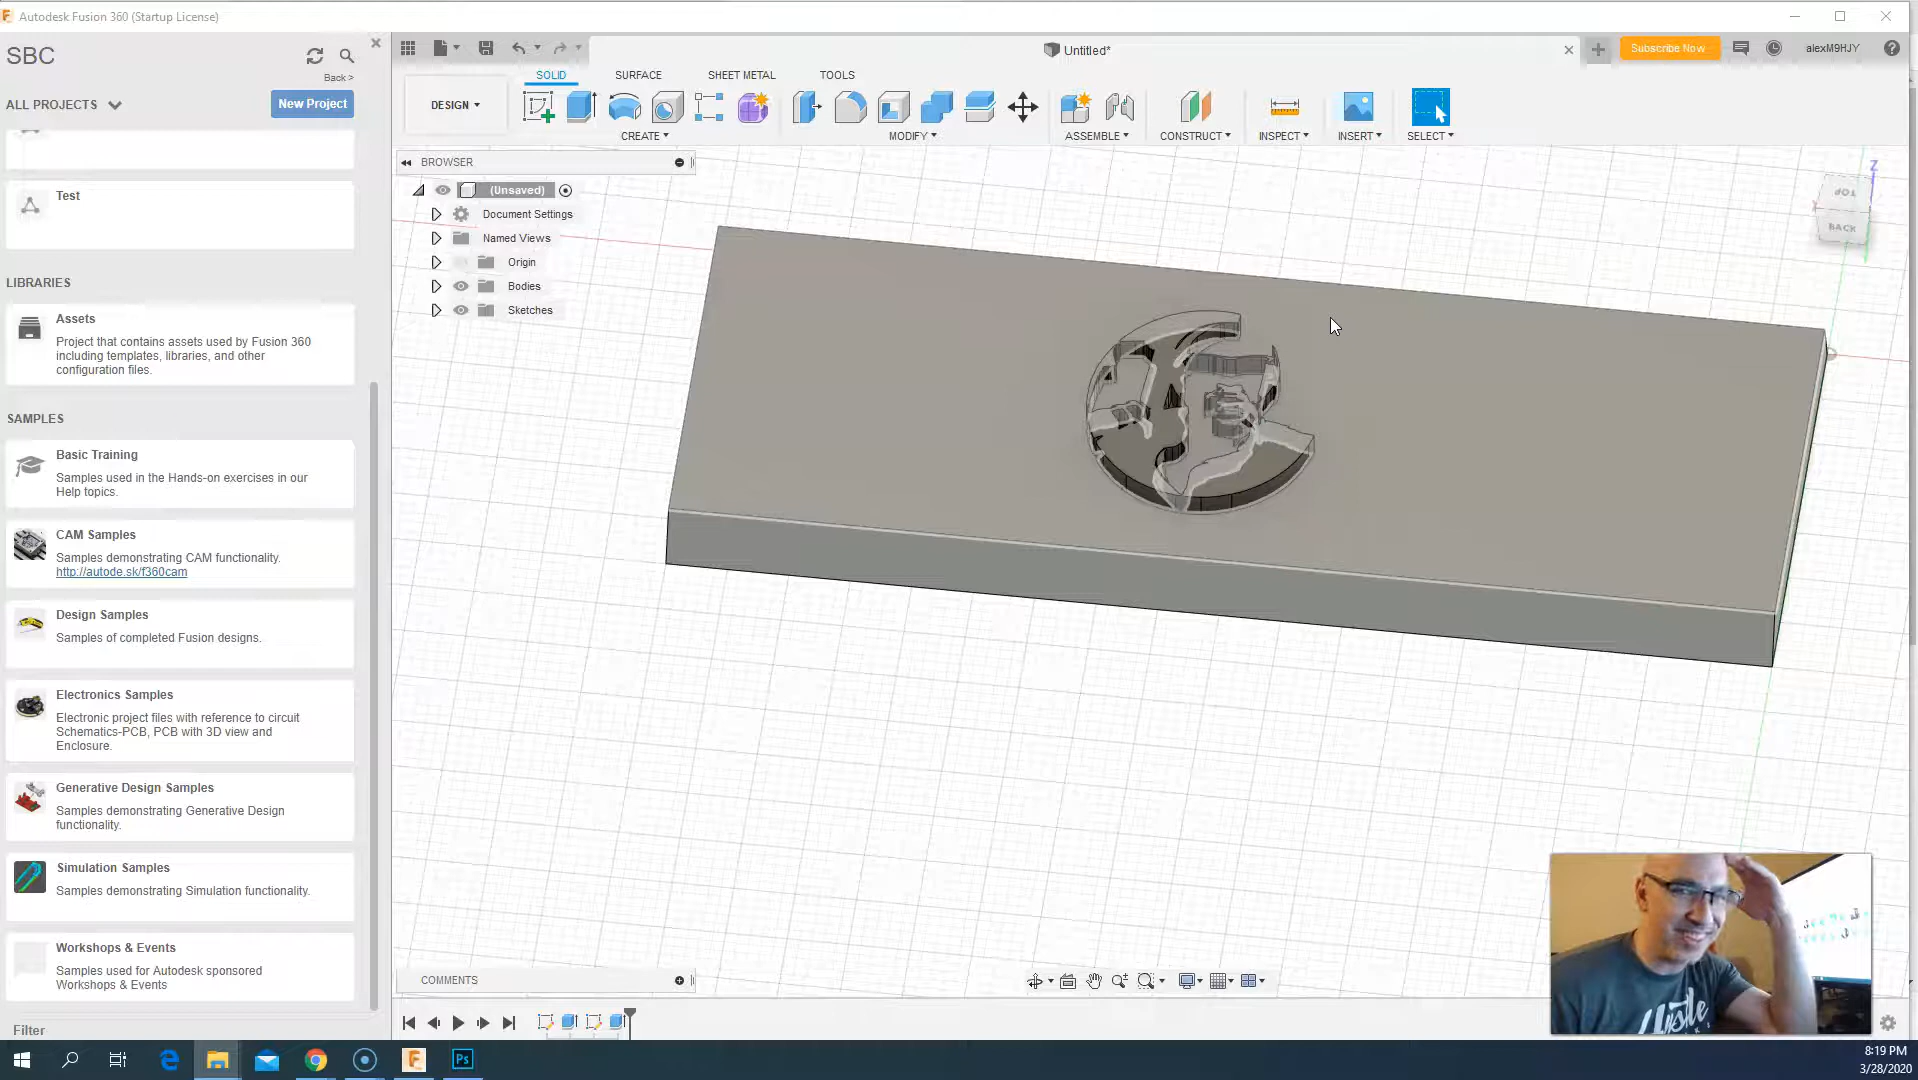 Autodesk Fusion 360 (Startup License)
SBC
Back >
ALL PROJECTS
New Project
Test
LIBRARIES
Assets
Project that contains assets used by Fusion 360
including templates, libraries, and other
configuration files.
SAMPLES
Basic Training
Samples used in the Hands-on exercises in our
Help topics.
CAM Samples
Samples demonstrating CAM functionality.
http://autode.sk/f360cam
Design Samples
Samples of completed Fusion designs.
Electronics Samples
Electronic project files with reference to circuit
Schematics-PCB, PCB with 3D view and
Enclosure.
Generative Design Samples
Samples demonstrating Generative Design
functionality.
Simulation Samples
Samples demonstrating Simulation functionality.
Workshops & Events
Samples used for Autodesk sponsored
Workshops & Events
Filter
Untitled*
Subscribe Now
alexM9HJY
SOLID
SURFACE
SHEET METAL
TOOLS
DESIGN
CREATE
MODIFY
ASSEMBLE
CONSTRUCT
INSPECT
INSERT
SELECT
BROWSER
(Unsaved)
Document Settings
Named Views
Origin
Bodies
Sketches
Z
TOP
BACK
COMMENTS
Hustle
Ps
8:19 PM
3/28/2020